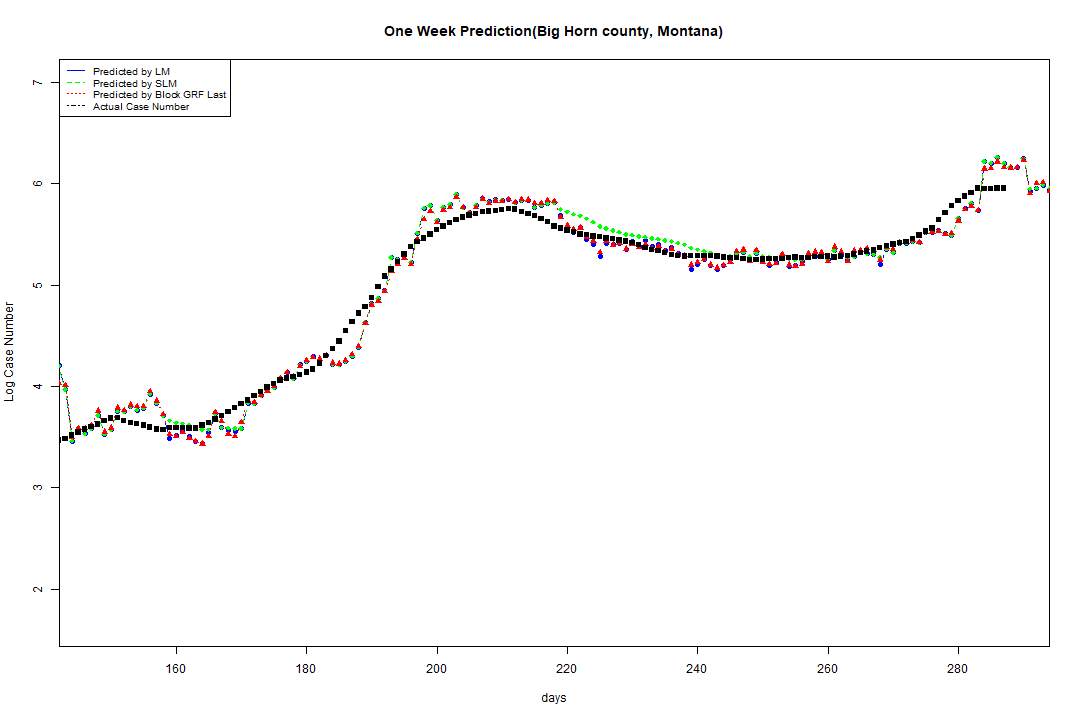 One Week Prediction(Big Horn county, Montana)
Predicted by LM
Predicted by SLM
Predicted by Block GRF Last
Actual Case Number
7
6
5
4
3
2
Log Case Number
160 180 200 220 240 260 280
days